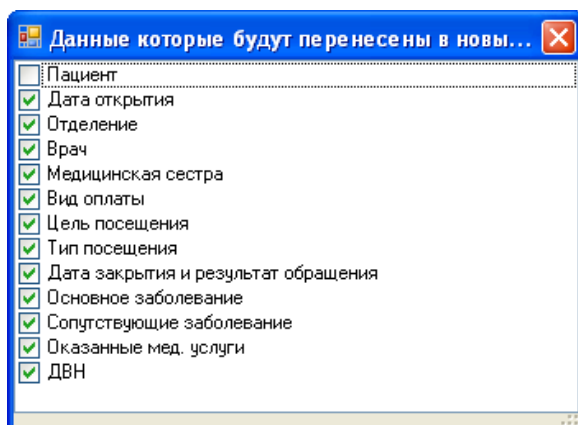 Данные которые будут перенесены в новы...
Пациент
Дата открытия
Отделение
Врач
Медицинская сестра
Вид оплаты
Цель посещения
Тип посещения
Дата закрытия и результат обращения
Основное заболевание
Сопутствующие заболевание
Оказанные мед. услуги
ДВН